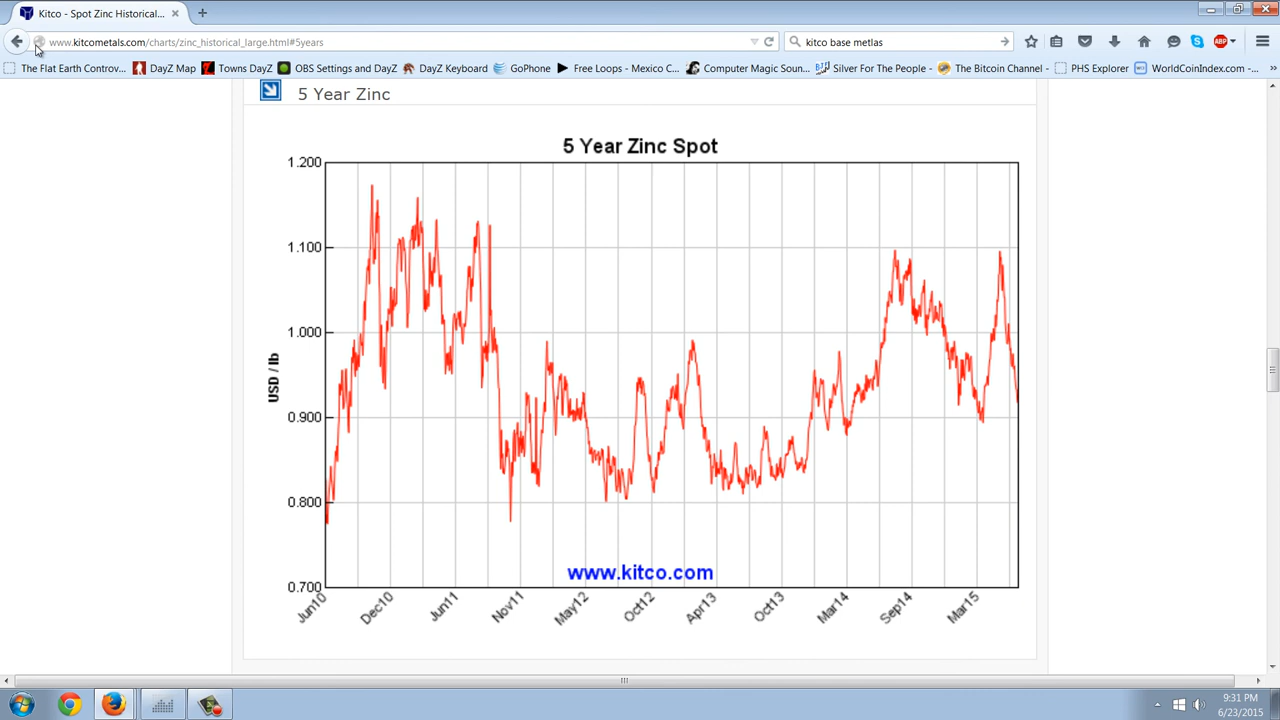 Kitco - Spot Zinc Historical...
www.kitcometals.com/charts/zinc_historical_large.html#5years
kitco base metlas
ABP
The Flat Earth Controv...
DayZ Map
Towns DayZ
OBS Settings and DayZ
DayZ Keyboard
GoPhone
Free Loops - Mexico C...
Computer Magic Soun...
Silver For The People -
The Bitcoin Channel -
PHS Explorer
WorldCoinIndex.com - ...
5 Year Zinc
5 Year Zinc Spot
1.200
1.100
1.000
0.900
0.800
0.700
USD / lb
www.kitco.com
Jun10
Dec10
Jun11
Nov11
May12
Oct12
Apr13
Oct13
Mar14
Sep14
Mar15
9:31 PM
6/23/2015